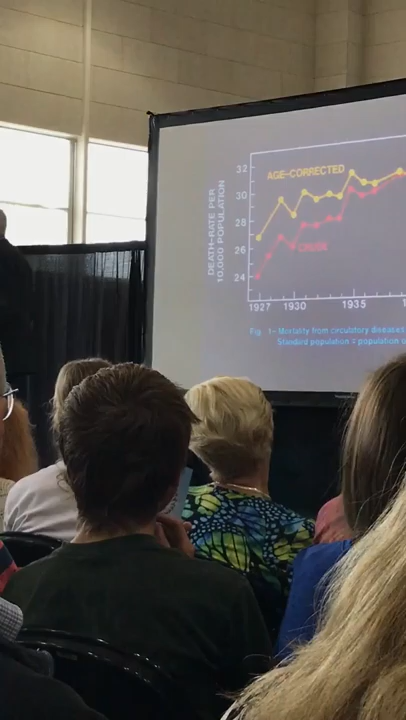 AGE-CORRECTED
CRUDE
DEATH-RATE PER
10,000 POPULATION
32
30
28
26
24
1927 1930 1935
Fig 1- Mortality from circulatory diseases
Standard population = population